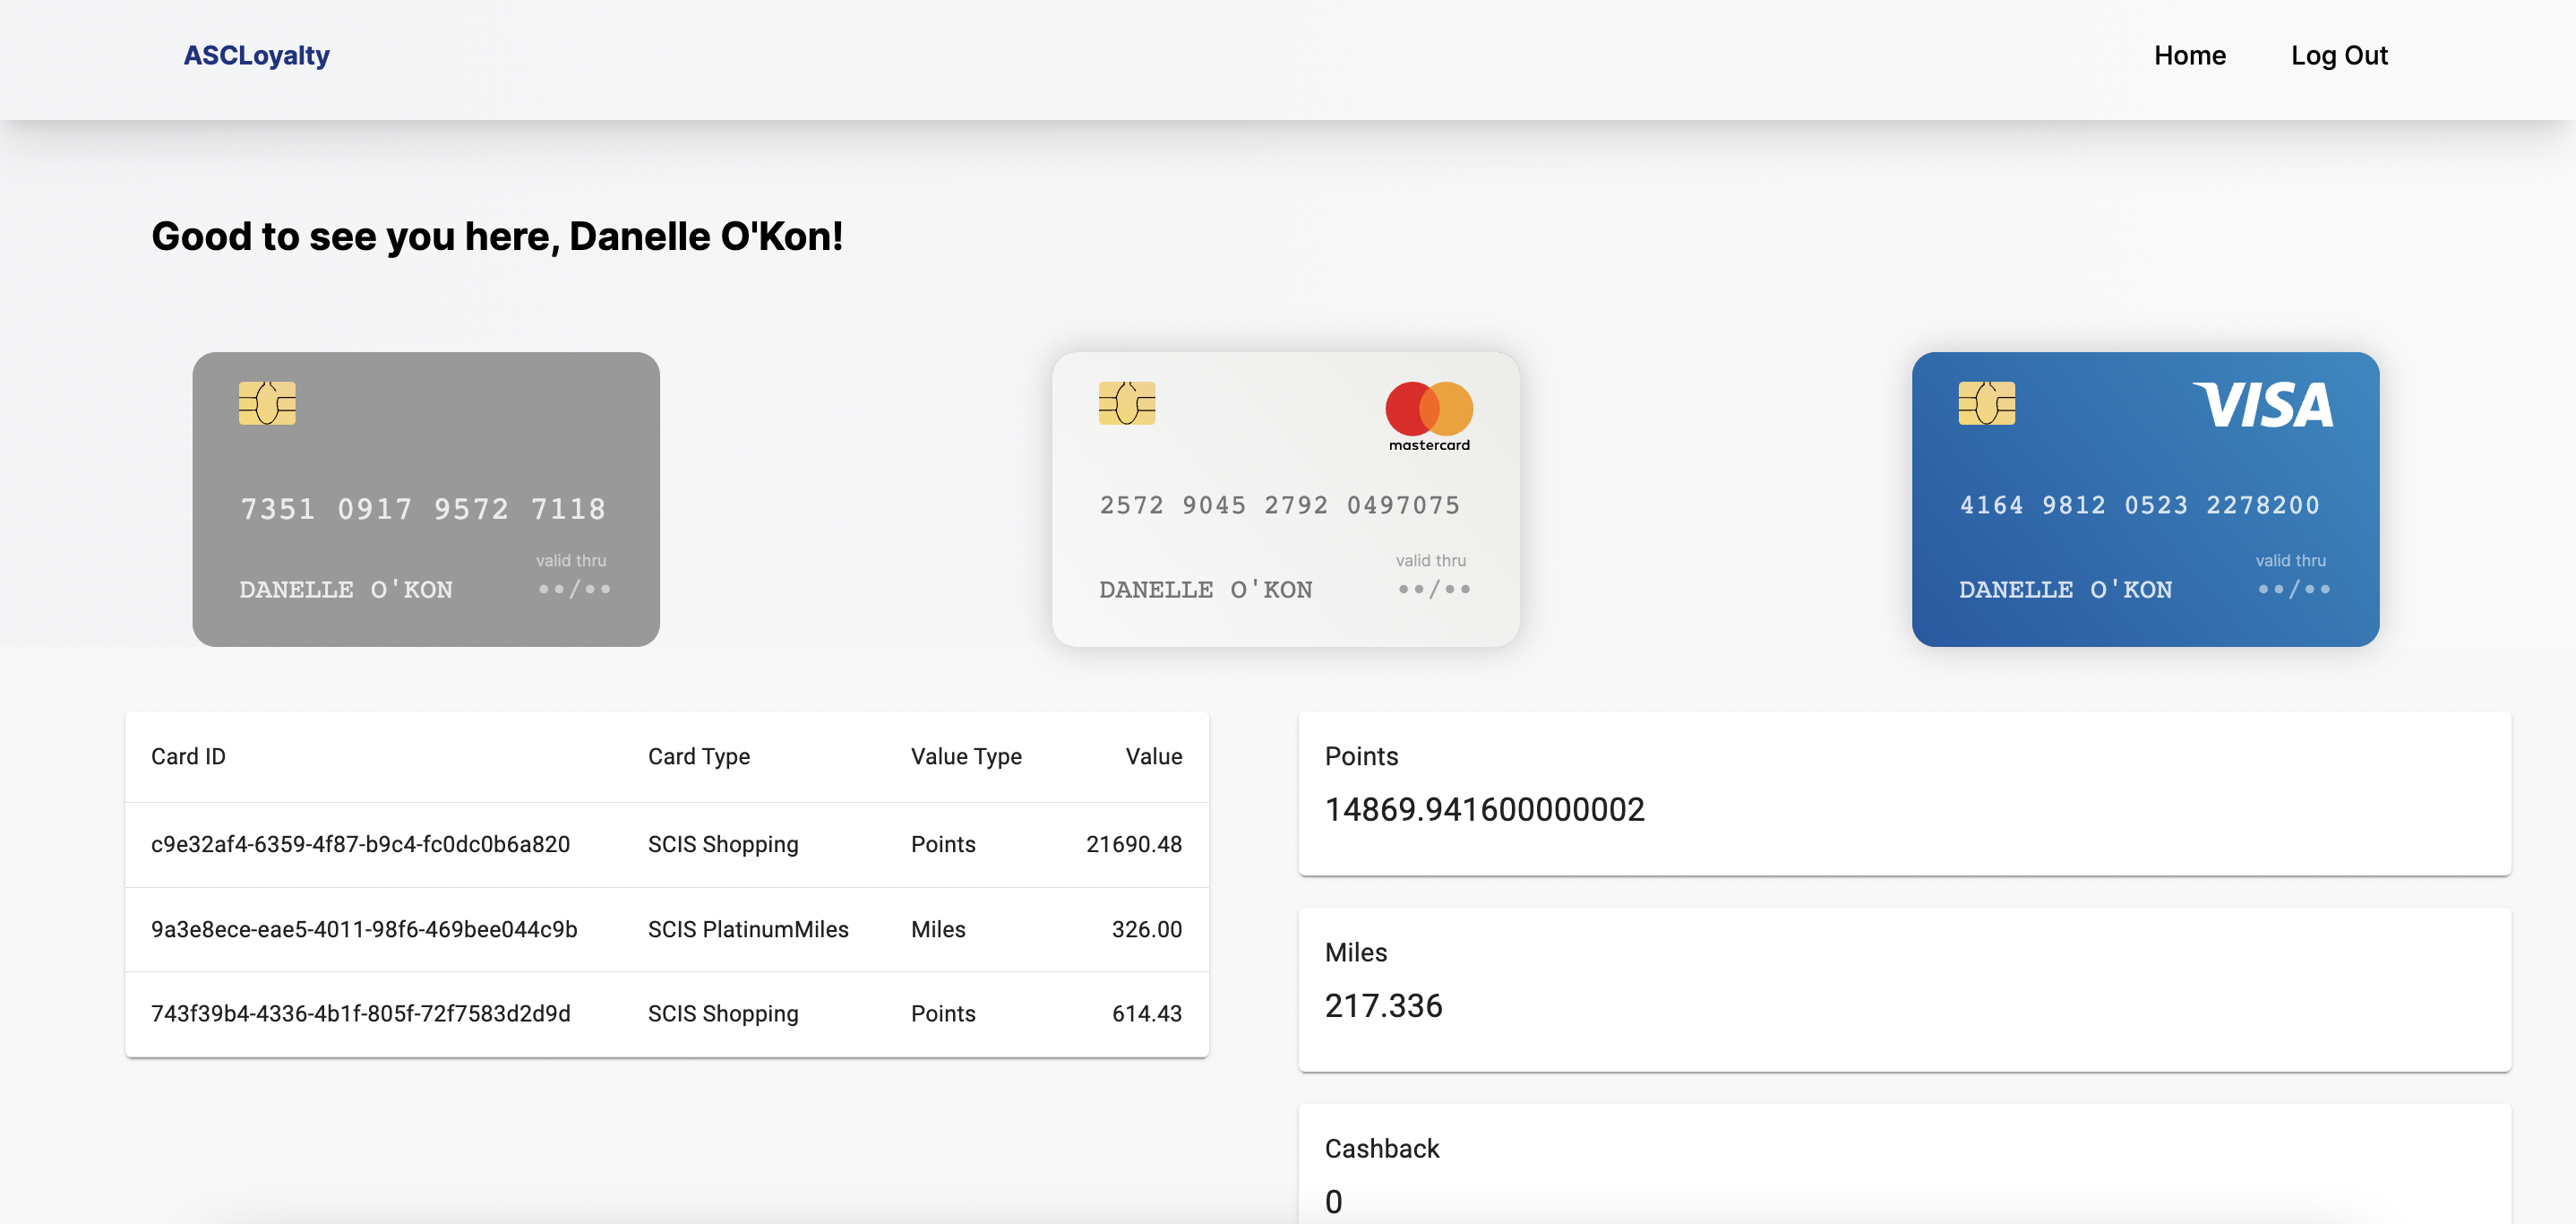 ASCLoyalty Home Log Out
Good to see you here, Danelle O'Kon!
7351 0917 9572 7118
valid thru
DANELLE O'KON ••/••
mastercard
2572 9045 2792 0497075
valid thru
DANELLE O'KON ••/••
VISA
4164 9812 0523 2278200
valid thru
DANELLE O'KON ••/••
Card ID Card Type Value Type Value
c9e32af4-6359-4f87-b9c4-fc0dc0b6a820 SCIS Shopping Points 21690.48
9a3e8ece-eae5-4011-98f6-469bee044c9b SCIS PlatinumMiles Miles 326.00
743f39b4-4336-4b1f-805f-72f7583d2d9d SCIS Shopping Points 614.43
Points
14869.941600000002
Miles
217.336
Cashback
0